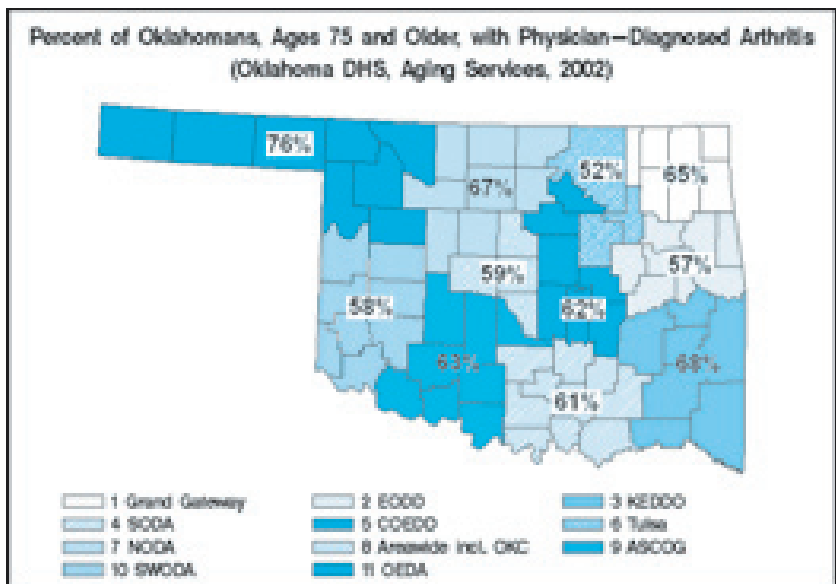 Percent of Oklahomans, Ages 75 and Older, with Physician—Diagnosed Arthritis
(Oklahoma DHS, Aging Services, 2002)
76%
67%
52%
65%
59%
57%
58%
62%
63%
68%
61%
1 Grand Gateway
2 EODD
3 KEDDO
4 SODA
5 COEDD
6 Tulsa
7 NODA
8 Areawide incl. OKC
9 ASCOG
10 SWODA
11 OEDA